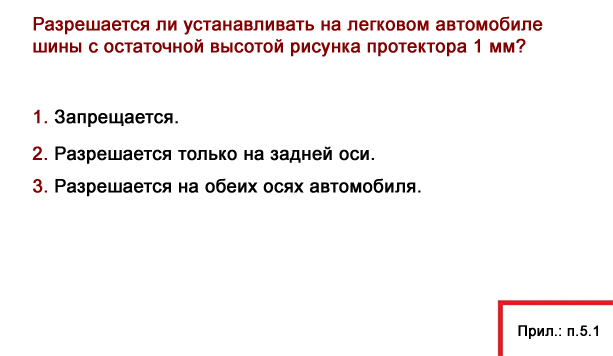 Разрешается ли устанавливать на легковом автомобиле
шины с остаточной высотой рисунка протектора 1 мм?
1. Запрещается.
2. Разрешается только на задней оси.
3. Разрешается на обеих осях автомобиля.
Прил.: п.5.1